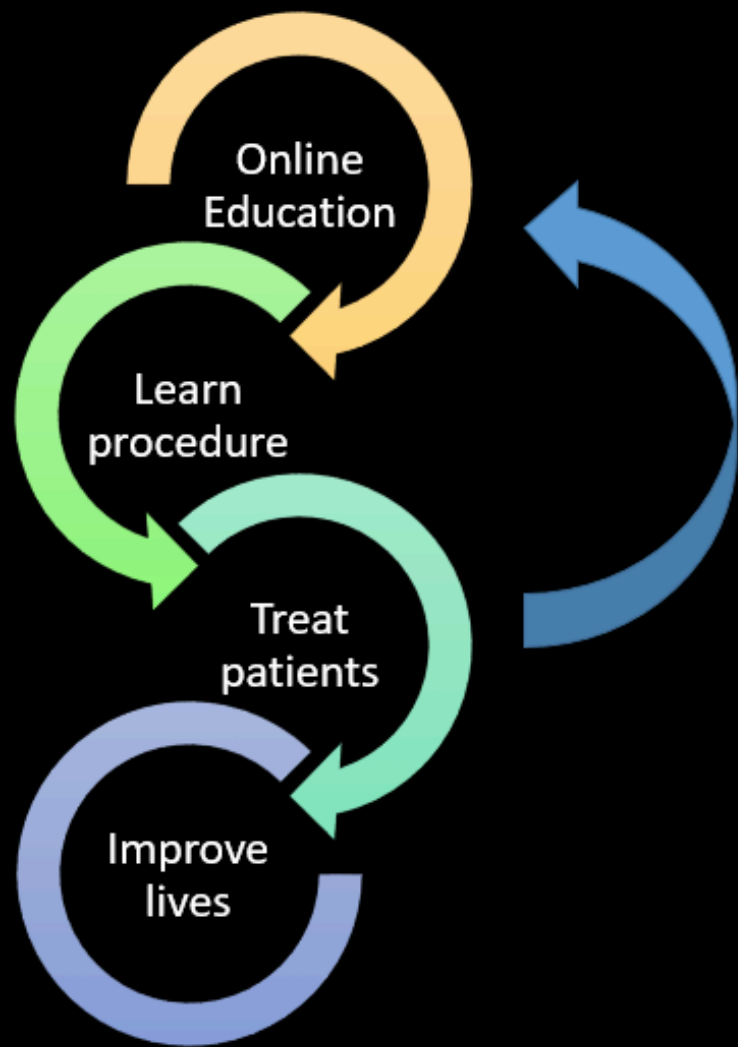 Online
Education
Learn
procedure
Treat
patients
Improve
lives